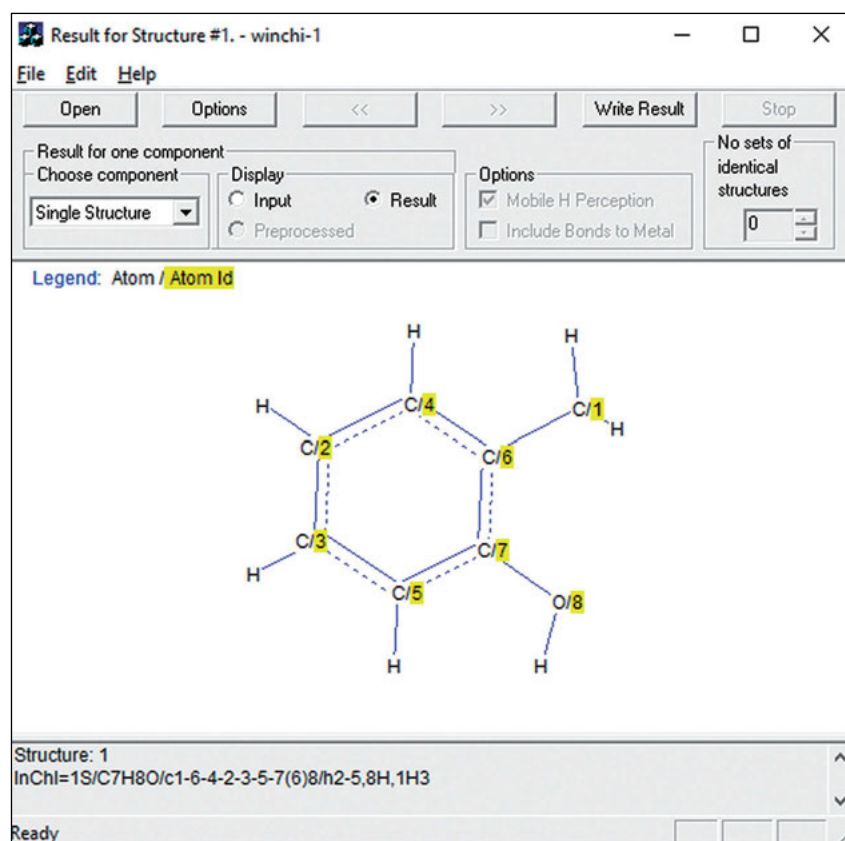 Result for Structure #1. - winchi-1
File Edit Help
Open Options << >> Write Result Stop
Result for one component
Choose component
Single Structure
Display
Input Result
Preprocessed
Options
Mobile H Perception
Include Bonds to Metal
No sets of
identical
structures
0
Legend: Atom / Atom Id
H H
H C/4 C/1 H
C/2 C/6
C/3 C/7
H C/5 O/8
H H
Structure: 1
InChI=1S/C7H8O/c1-6-4-2-3-5-7(6)8/h2-5,8H,1H3
Ready